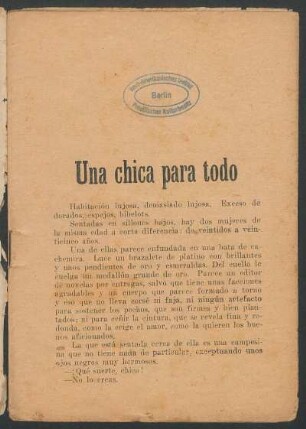 Ibero-Amerikanisches Institut
Berlin
Preußischer Kulturbesitz
Una chica para todo
Habitación lujosa, demasiado lujosa. Exceso de
dorados, espejos, bibelots.
Sentadas en sillones bajos, hay dos mujeres de
la misma edad a corta diferencia: de veintidos a vein-
ticinco años.
Una de ellas parece enfundada en una bata de ca-
chemira. Luce un brazalete de platino con brillantes
y unos pendientes de oro y esmeraldas. Del cuello le
cuelga un medallón grande de oro. Parece un editor
de novelas por entregas, salvo que tiene unas facciones
agradables y un cuerpo que parece formado a torno
y eso que no lleva corsé ni faja, ni ningún artefacto
para sostener los pechos, que son firmes y bien plan-
tados; ni para ceñir la cintura, que se revela fina y re-
donda, como la exige el amor, como la quieren los bue-
nos aficionados.
La que está sentada cerca de ella es una campesi-
na que no tiene nada de particular, exceptuando unos
ojos negros muy hermosos.
—¡Qué suerte, chica!
—No lo creas.